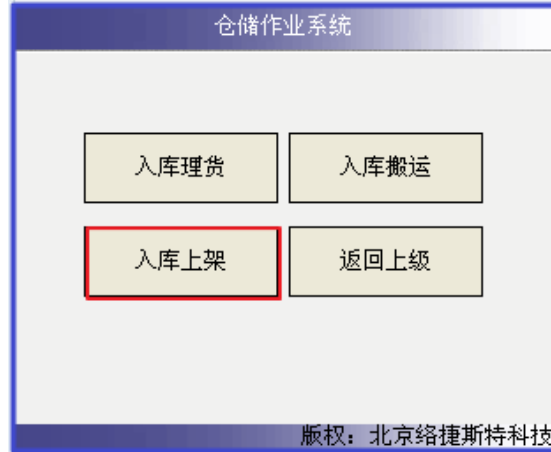 仓储作业系统
入库理货 入库搬运
入库上架 返回上级
版权：北京络捷斯特科技